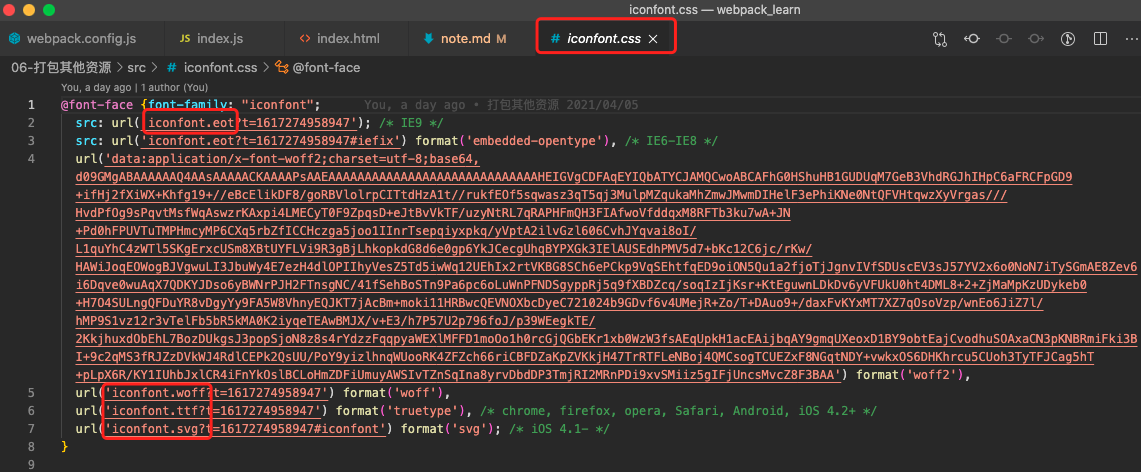 iconfont.css — webpack_learn
webpack.config.js JS index.js <> index.html note.md M # iconfont.css ×
06-打包其他资源 > src > # iconfont.css > @font-face
You, a day ago | 1 author (You)
1 @font-face {font-family: "iconfont"; You, a day ago • 打包其他资源 2021/04/05
2 src: url('iconfont.eot?t=1617274958947'); /* IE9 */
3 src: url('iconfont.eot?t=1617274958947#iefix') format('embedded-opentype'), /* IE6-IE8 */
4 url('data:application/x-font-woff2;charset=utf-8;base64,
+ifHj2fXiWX+Khfg19+//eBcElikDF8/goRBVlolrpCITtdHzA1t//rukfEOf5sqwasz3qT5qj3MulpMZqukaMhZmwJMwmDIHelF3ePhiKNe0NtQFVHtqwzXyVrgas///
HvdPfOg9sPqvtMsfWqAswzrKAxpi4LMECyT0F9ZpqsD+eJtBvVkTF/uzyNtRL7qRAPHFmQH3FIAfwoVfddqxM8RFTb3ku7wA+JN
+Pd0hFPUVTuTMPHmcyMP6CXq5rbZfICCHczga5joo1IInrTsepqiyxpkq/yVptA2ilvGzl606CvhJYqvai8oI/
L1quYhC4zWTl5SKgErxcUSm8XBtUYFLVi9R3gBjLhkopkdG8d6e0gp6YkJCecgUhqBYPXGk3IElAUSEdhPMV5d7+bKc12C6jc/rKw/
HAWiJoqEOWogBJVgwuLI3JbuWy4E7ezH4dlOPIIhyVesZ5Td5iwWq12UEhIx2rtVKBG8SCh6ePCkp9VqSEhtfqED9oiON5Qu1a2fjoTjJgnvIVfSDUscEV3sJ57YV2x6o0NoN7iTySGmAE8Zev6
i6Dqve0wuAqX7QDKYJDso6yBWNrPJH2FTnsgNC/41fSehBoSTn9Pa6pc6oLuWnPFNDSgyppRj5q9fXBDZcq/soqIzIjKsr+KtEguwnLDkDv6yVFUkU0ht4DML8+2+ZjMaMpKzUDykeb0
+H7O4SULngQFDuYR8vDgyYy9FA5W8VhnyEQJKT7jAcBm+moki11HRBwcQEVNOXbcDyeC721024b9GDvf6v4UMejR+Zo/T+DAuo9+/daxFvKYxMT7XZ7qOsoVzp/wnEo6JiZ7l/
hMP9S1vz12r3vTelFb5bR5kMA0K2iyqeTEAwBMJX/v+E3/h7P57U2p796foJ/p39WEegkTE/
2KkjhuxdObEhL7BozDUkgsJ3popSjoN8z8s4rYdzzFqqpyaWEXlMFFD1moOo1h0rcGjQGbEKr1xb0WzW3fsAEqUpkH1acEAijbqAY9gmqUXeoxD1BY9obtEajCvodhuSOAxaCN3pKNBRmiFki3B
I+9c2qMS3fRJZzDVkWJ4RdlCEPk2QsUU/PoY9yizlhnqWUooRK4ZFZch66riCBFDZaKpZVKkjH47TrRTFLeNBoj4QMCsogTCUEZxF8NGqtNDY+vwkxOS6DHKhrcu5CUoh3TyTFJCag5hT
+pLpX6R/KY1IUhbJxlCR4iFnYkOslBCLoHmZDFiUmuyAWSIvTZnSqIna8yrvDbdDP3TmjRI2MRnPDi9xvSMiiz5gIFjUncsMvcZ8F3BAA') format('woff2'),
5 url('iconfont.woff?t=1617274958947') format('woff'),
6 url('iconfont.ttf?t=1617274958947') format('truetype'), /* chrome, firefox, opera, Safari, Android, iOS 4.2+ */
7 url('iconfont.svg?t=1617274958947#iconfont') format('svg'); /* iOS 4.1- */
8 }
9